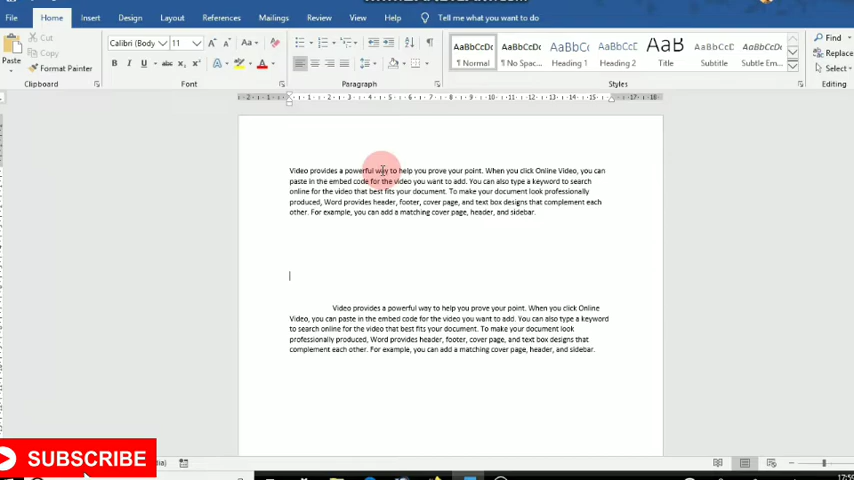 File Home Insert Design Layout References Mailings Review View Help Tell me what you want to do
Cut
Copy
Paste Format Painter
Clipboard
Calibri (Body) 11
B I U abc x₂ x²
Font
Paragraph
AaBbCcDc AaBbCcDc AaBbCc AaBbCcC AaB AaBbCcD AaBbCcDc
¶ Normal ¶ No Spac... Heading 1 Heading 2 Title Subtitle Subtle Em...
Styles
Find
Replace
Select
Editing
Video provides a powerful way to help you prove your point. When you click Online Video, you can
paste in the embed code for the video you want to add. You can also type a keyword to search
online for the video that best fits your document. To make your document look professionally
produced, Word provides header, footer, cover page, and text box designs that complement each
other. For example, you can add a matching cover page, header, and sidebar.
Video provides a powerful way to help you prove your point. When you click Online
Video, you can paste in the embed code for the video you want to add. You can also type a keyword
to search online for the video that best fits your document. To make your document look
professionally produced, Word provides header, footer, cover page, and text box designs that
complement each other. For example, you can add a matching cover page, header, and sidebar.
SUBSCRIBE